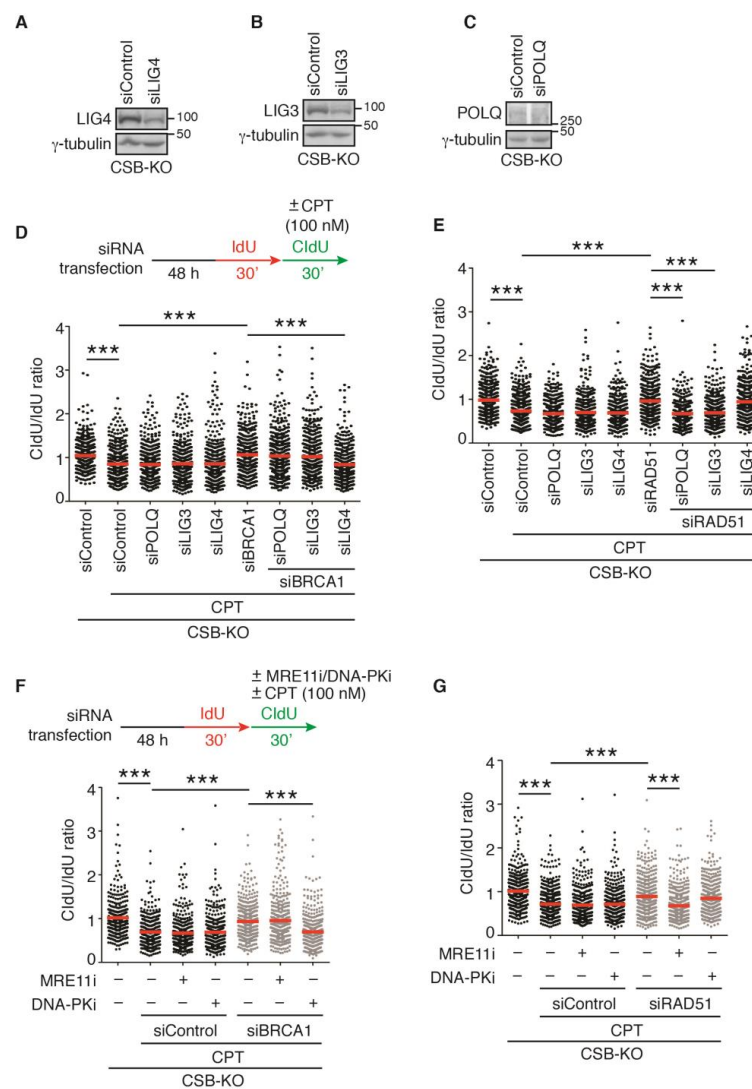 A
siControl
siLIG4
LIG4
100
50
γ-tubulin
CSB-KO
B
siControl
siLIG3
LIG3
100
50
γ-tubulin
CSB-KO
C
siControl
siPOLQ
POLQ
250
50
γ-tubulin
CSB-KO
D
± CPT
(100 nM)
siRNA
transfection
IdU
CldU
48 h
30'
30'
CldU/IdU ratio
4
3
2
1
0
***
***
***
siControl
siControl
siPOLQ
siLIG3
siLIG4
siBRCA1
siPOLQ
siLIG3
siLIG4
siBRCA1
CPT
CSB-KO
E
CldU/IdU ratio
4
3
2
1
0
***
***
***
***
siControl
siControl
siPOLQ
siLIG3
siLIG4
siRAD51
siPOLQ
siLIG3
siLIG4
siRAD51
CPT
CSB-KO
F
± MRE11i/DNA-PKi
± CPT (100 nM)
siRNA
transfection
IdU
CldU
48 h
30'
30'
CldU/IdU ratio
4
3
2
1
0
***
***
***
MRE11i – – + – – + –
DNA-PKi – – – + – – +
siControl siBRCA1
CPT
CSB-KO
G
CldU/IdU ratio
4
3
2
1
0
***
***
***
MRE11i – – + – – + –
DNA-PKi – – – + – – +
siControl siRAD51
CPT
CSB-KO